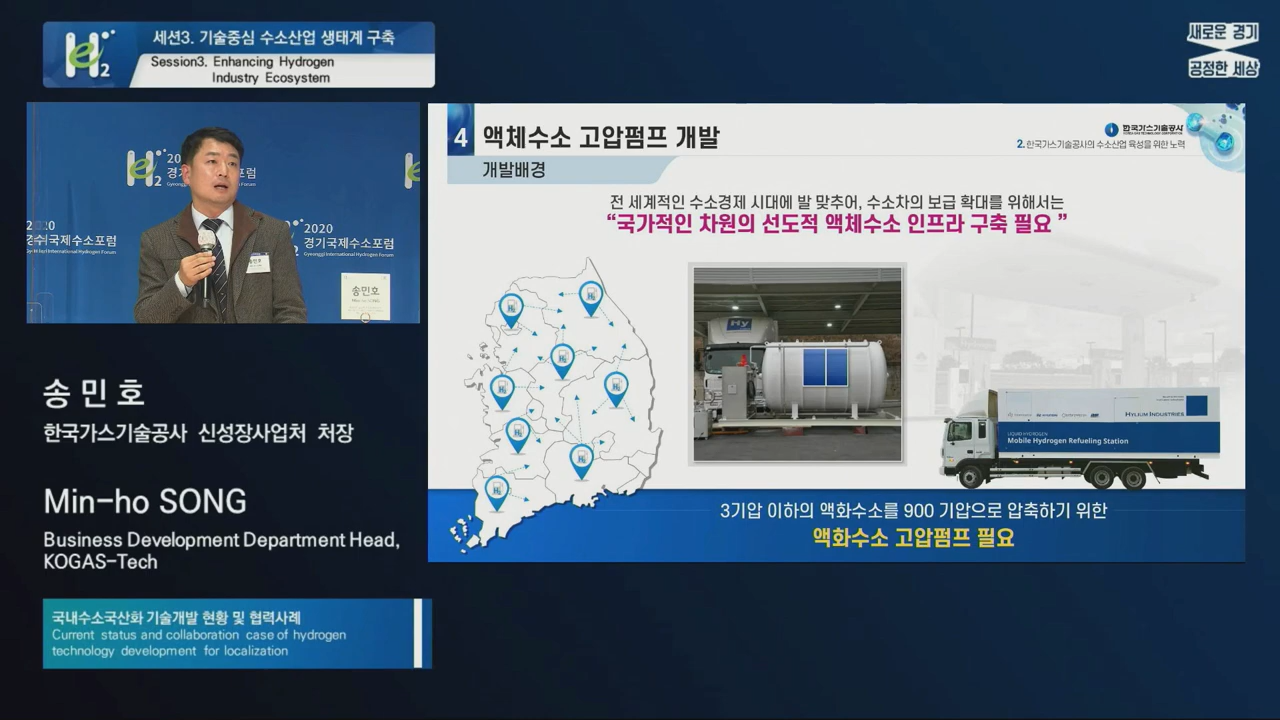 세션3. 기술중심 수소산업 생태계 구축
Session3. Enhancing Hydrogen
Industry Ecosystem
H2
e
새로운 경기
공정한 세상
2020
경기국제수소포럼
Gyeonggi International Hydrogen Forum
송민호
송민호
송 민 호
한국가스기술공사 신성장사업처 처장
Min-ho SONG
Business Development Department Head,
KOGAS-Tech
국내수소국산화 기술개발 현황 및 협력사례
Current status and collaboration case of hydrogen
technology development for localization
4 액체수소 고압펌프 개발
개발배경
한국가스기술공사
2. 한국가스기술공사의 수소산업 육성을 위한 노력
전 세계적인 수소경제 시대에 발 맞추어, 수소차의 보급 확대를 위해서는
“국가적인 차원의 선도적 액체수소 인프라 구축 필요 ”
Hy
HYLIUM INDUSTRIES
LIQUID HYDROGEN
Mobile Hydrogen Refueling Station
3기압 이하의 액화수소를 900 기압으로 압축하기 위한
액화수소 고압펌프 필요